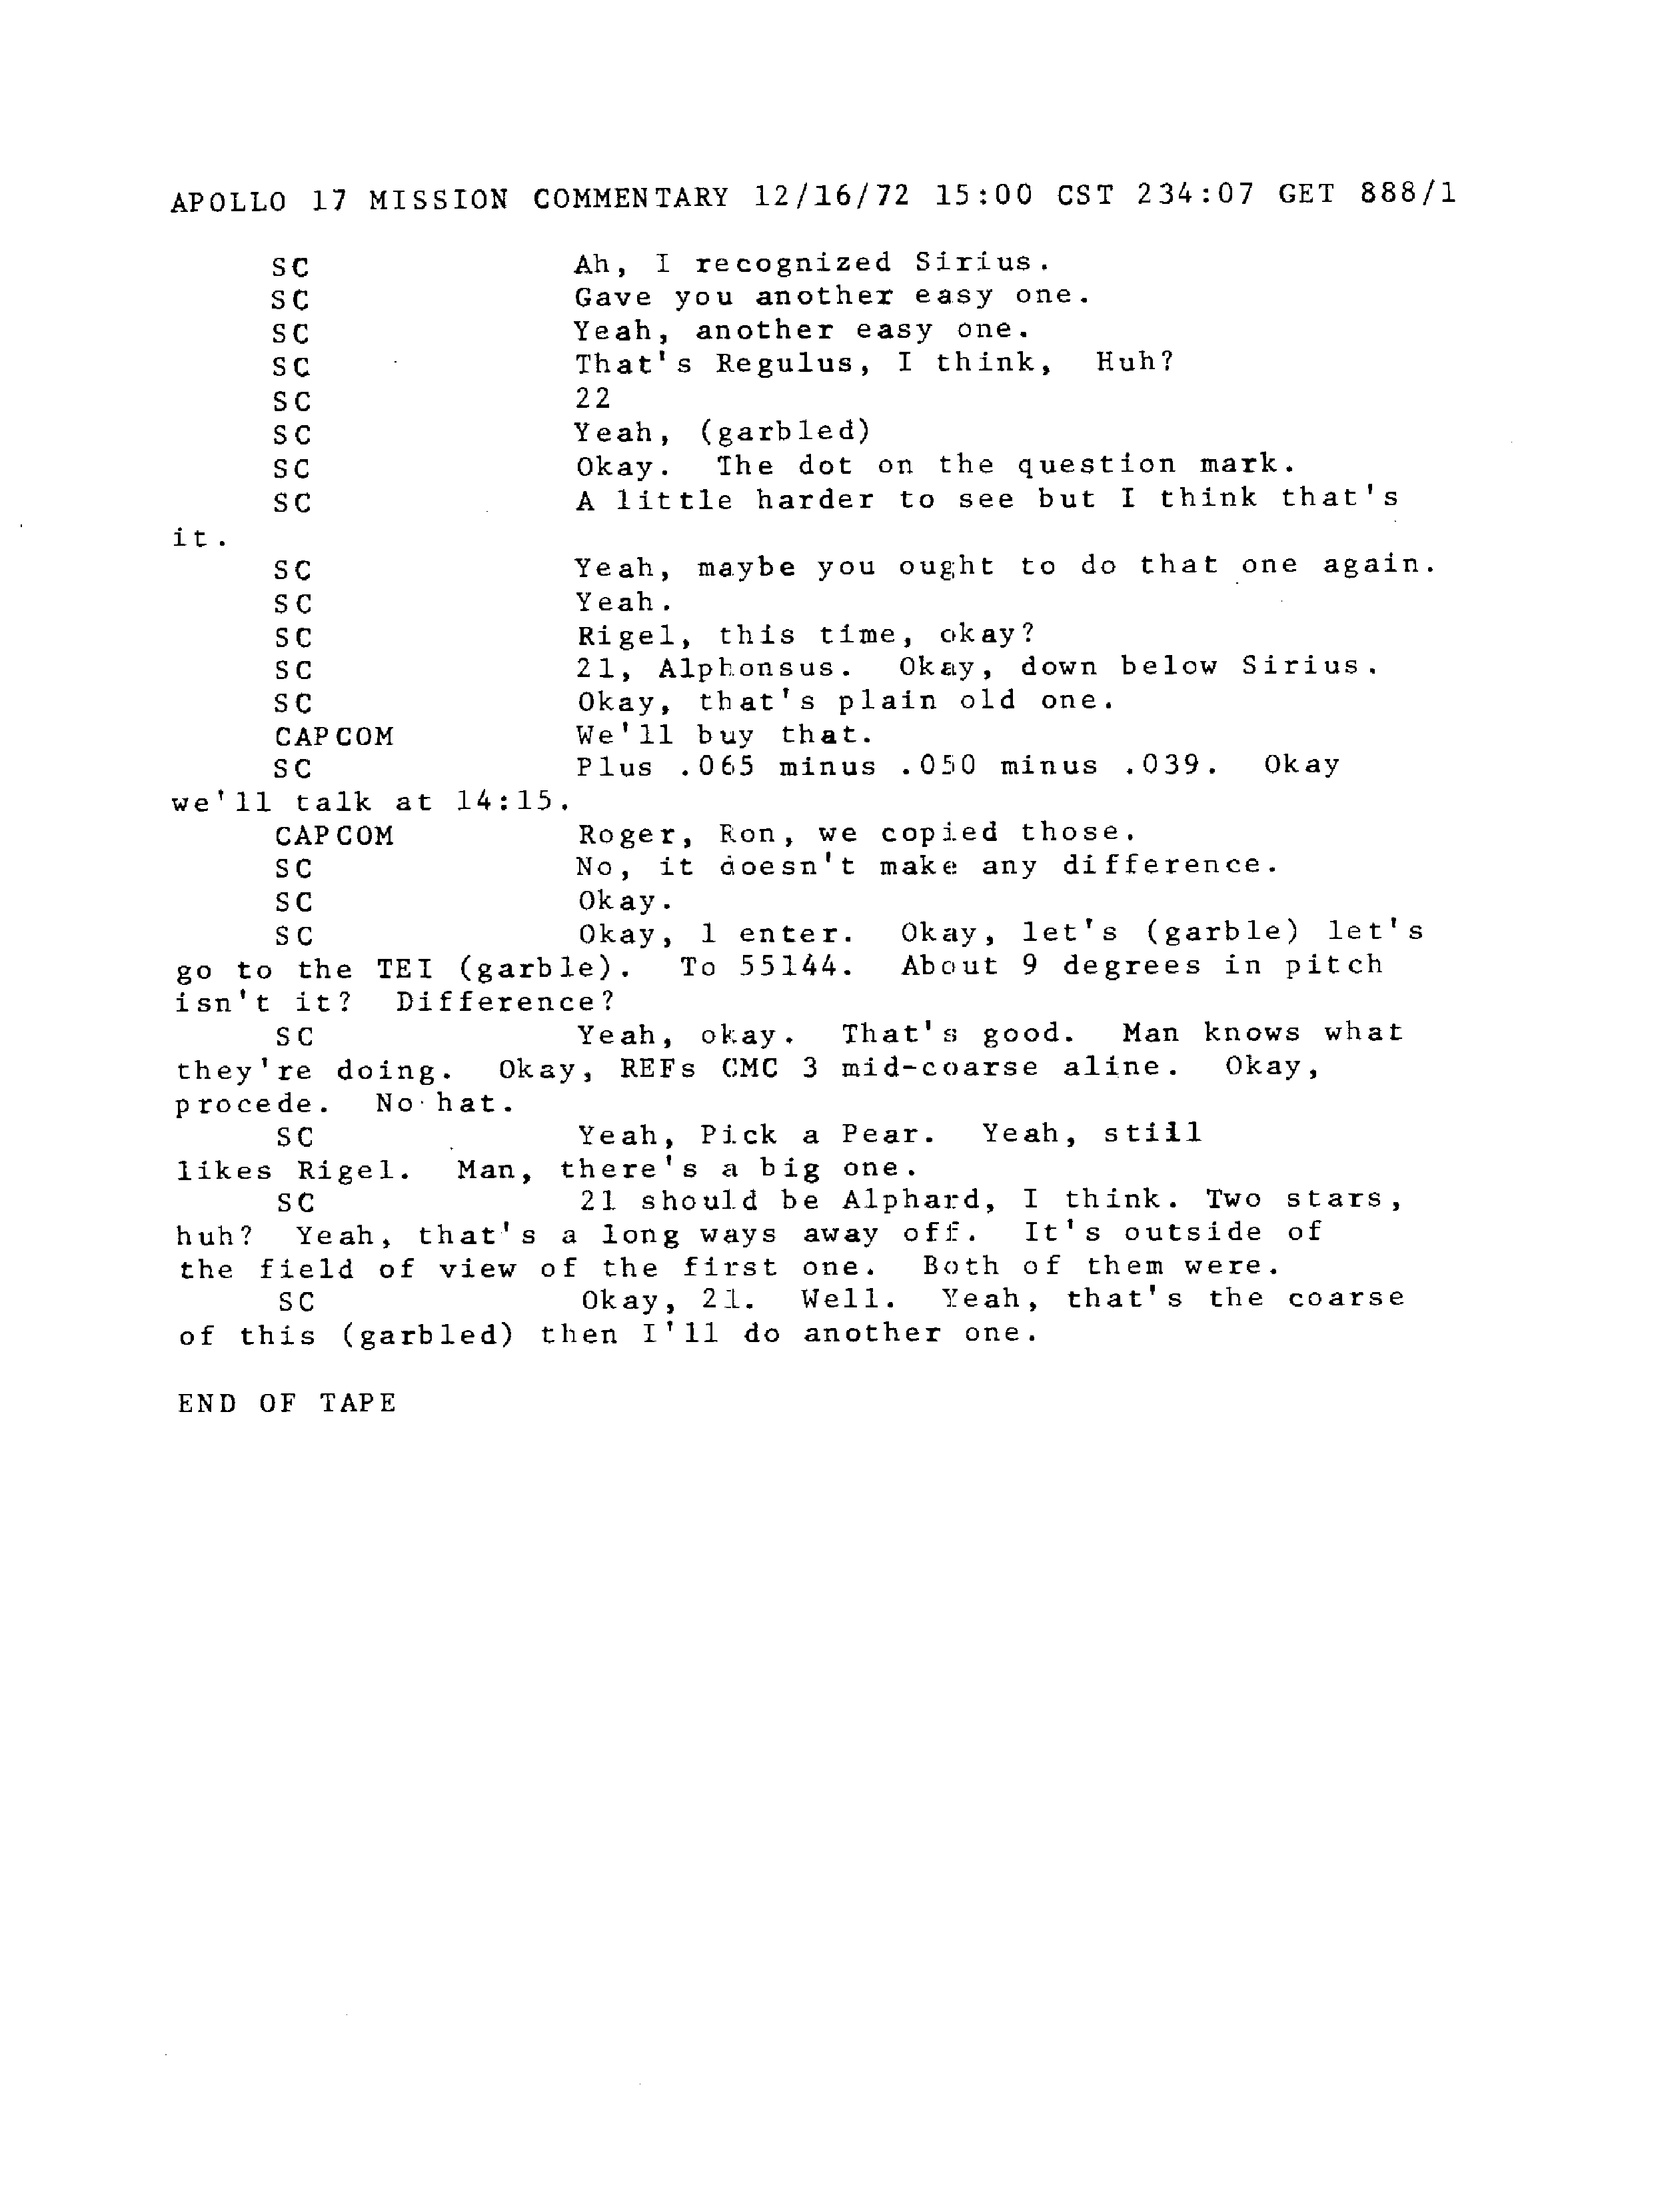 APOLLO 17 MISSION COMMENTARY 12/16/72 15:00 CST 234:07 GET 888/1
SC Ah, I recognized Sirius.
SC Gave you another easy one.
SC Yeah, another easy one.
SC That's Regulus, I think, Huh?
SC 22
SC Yeah, (garbled)
SC Okay. The dot on the question mark.
SC A little harder to see but I think that's
it.
SC Yeah, maybe you ought to do that one again.
SC Yeah.
SC Rigel, this time, okay?
SC 21, Alphonsus. Okay, down below Sirius.
SC Okay, that's plain old one.
CAPCOM We'll buy that.
SC Plus .065 minus .050 minus .039. Okay
we'll talk at 14:15.
CAPCOM Roger, Ron, we copied those.
SC No, it doesn't make any difference.
SC Okay.
SC Okay, 1 enter. Okay, let's (garble) let's
go to the TEI (garble). To 55144. About 9 degrees in pitch
isn't it? Difference?
SC Yeah, okay. That's good. Man knows what
they're doing. Okay, REFs CMC 3 mid-coarse aline. Okay,
procede. No hat.
SC Yeah, Pick a Pear. Yeah, still
likes Rigel. Man, there's a big one.
SC 21 should be Alphard, I think. Two stars,
huh? Yeah, that's a long ways away off. It's outside of
the field of view of the first one. Both of them were.
SC Okay, 21. Well. Yeah, that's the coarse
of this (garbled) then I'll do another one.
END OF TAPE